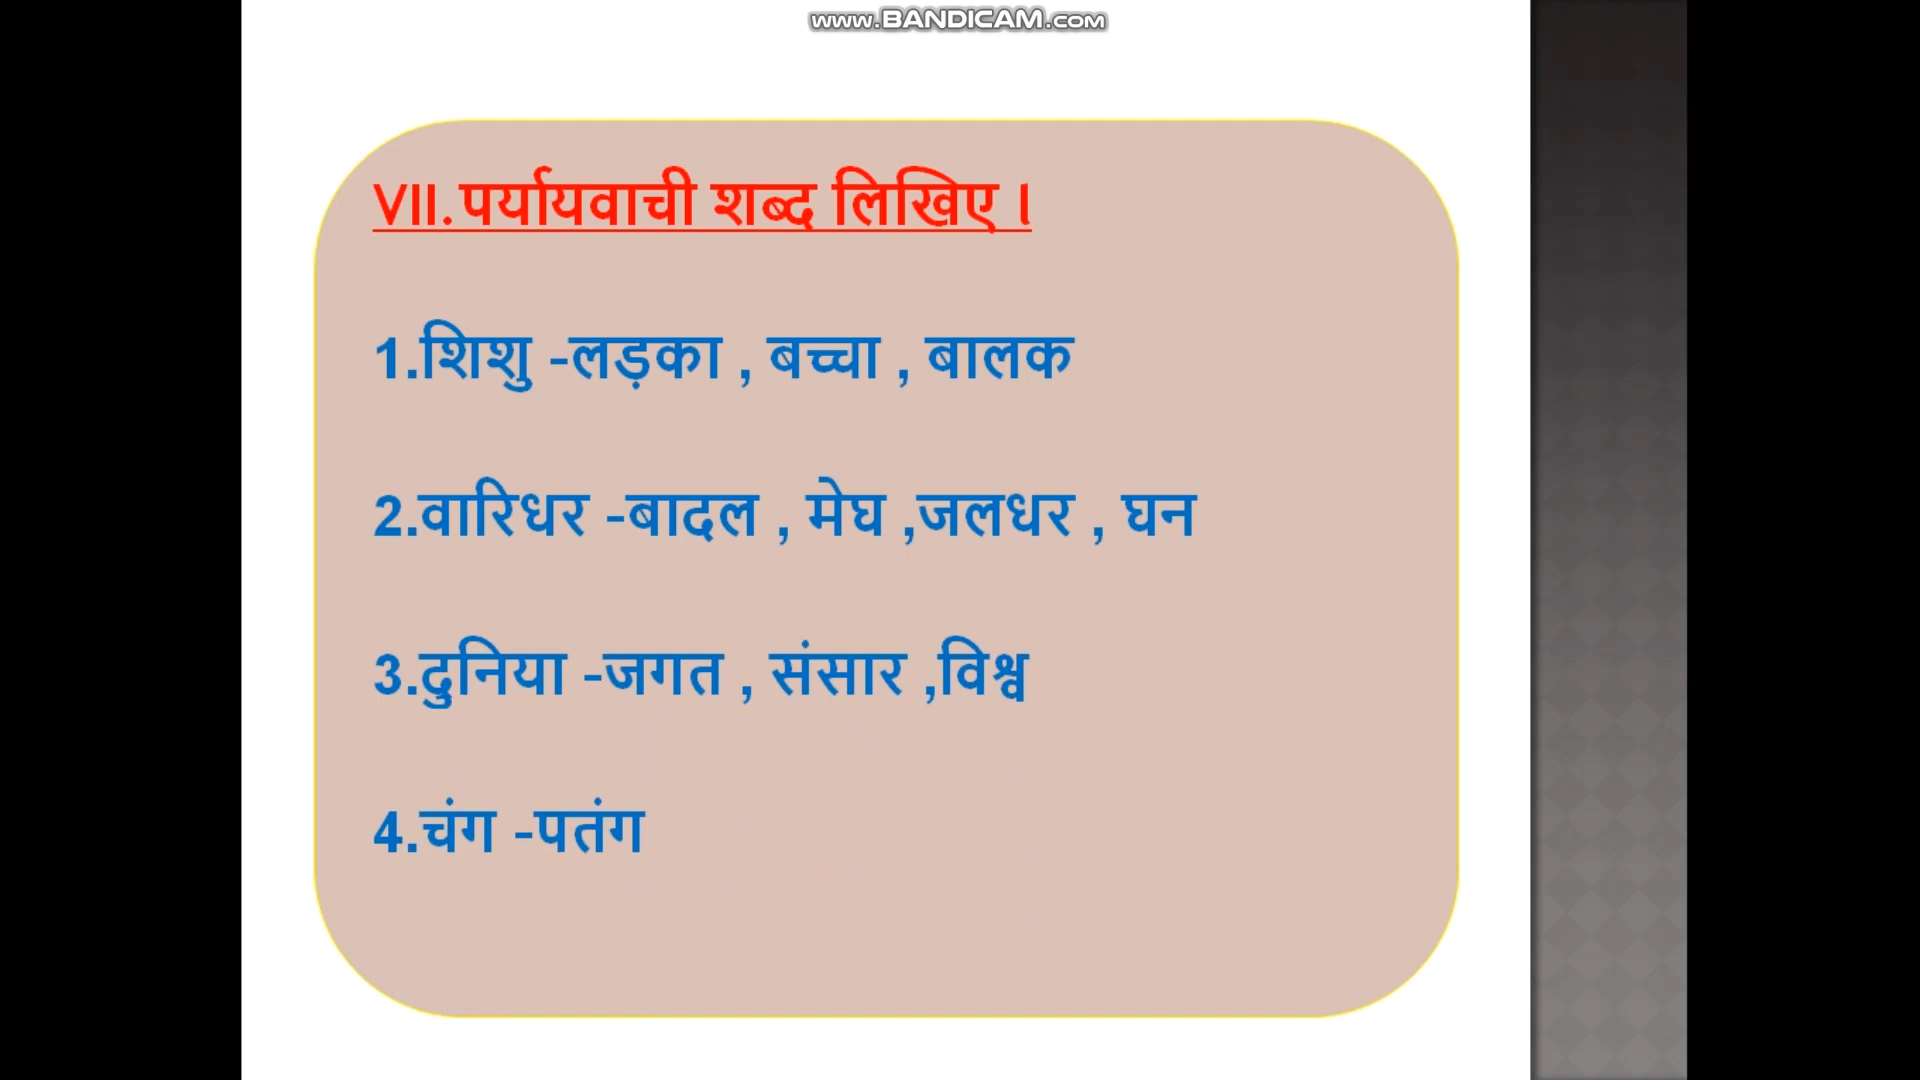 www.BANDICAM.com
VII.पर्यायवाची शब्द लिखिए ।
1.शिशु -लड़का , बच्चा , बालक
2.वारिधर -बादल , मेघ ,जलधर , घन
3.दुनिया -जगत , संसार ,विश्व
4.चंग -पतंग